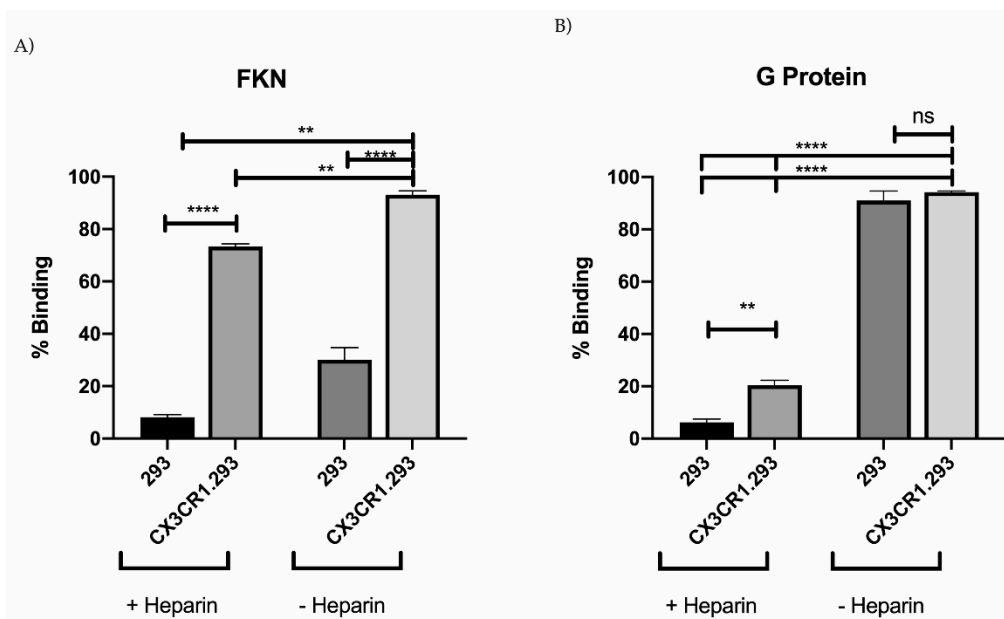 A)
FKN
**
****
**
****
% Binding
100
80
60
40
20
0
293
CX3CR1.293
293
CX3CR1.293
+ Heparin
- Heparin
B)
G Protein
ns
****
****
**
% Binding
100
80
60
40
20
0
293
CX3CR1.293
293
CX3CR1.293
+ Heparin
- Heparin